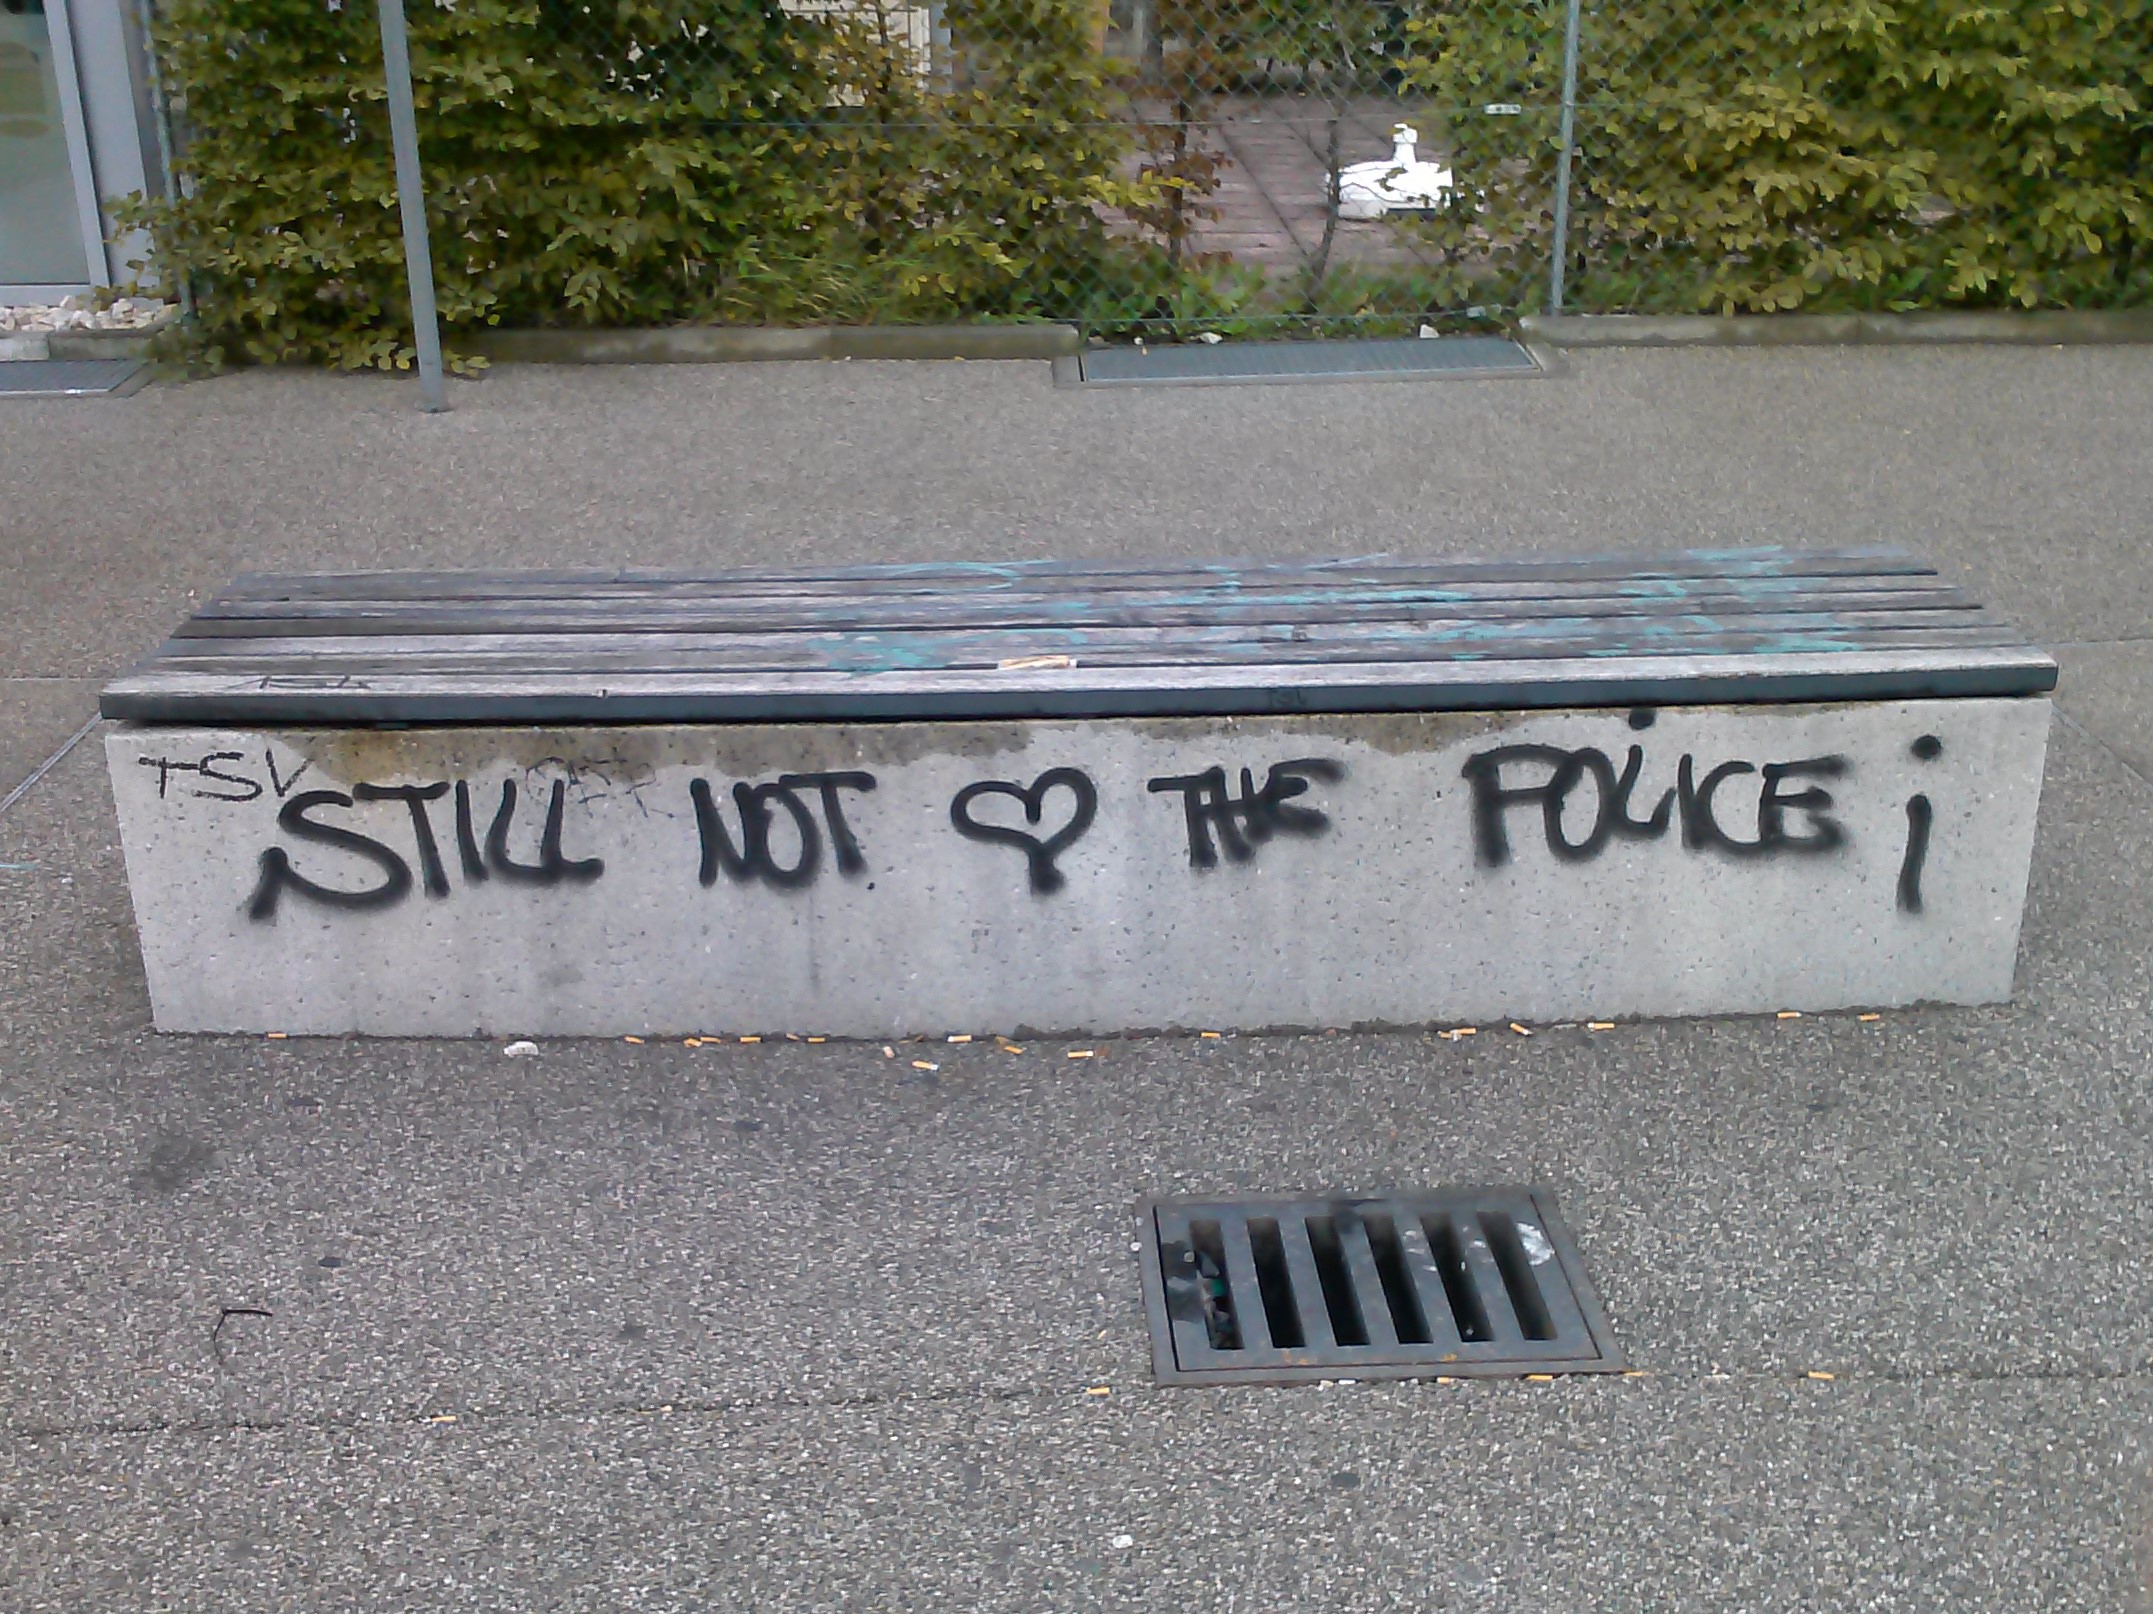 TSV
STILL NOT ♡ THE POLiCE ¡